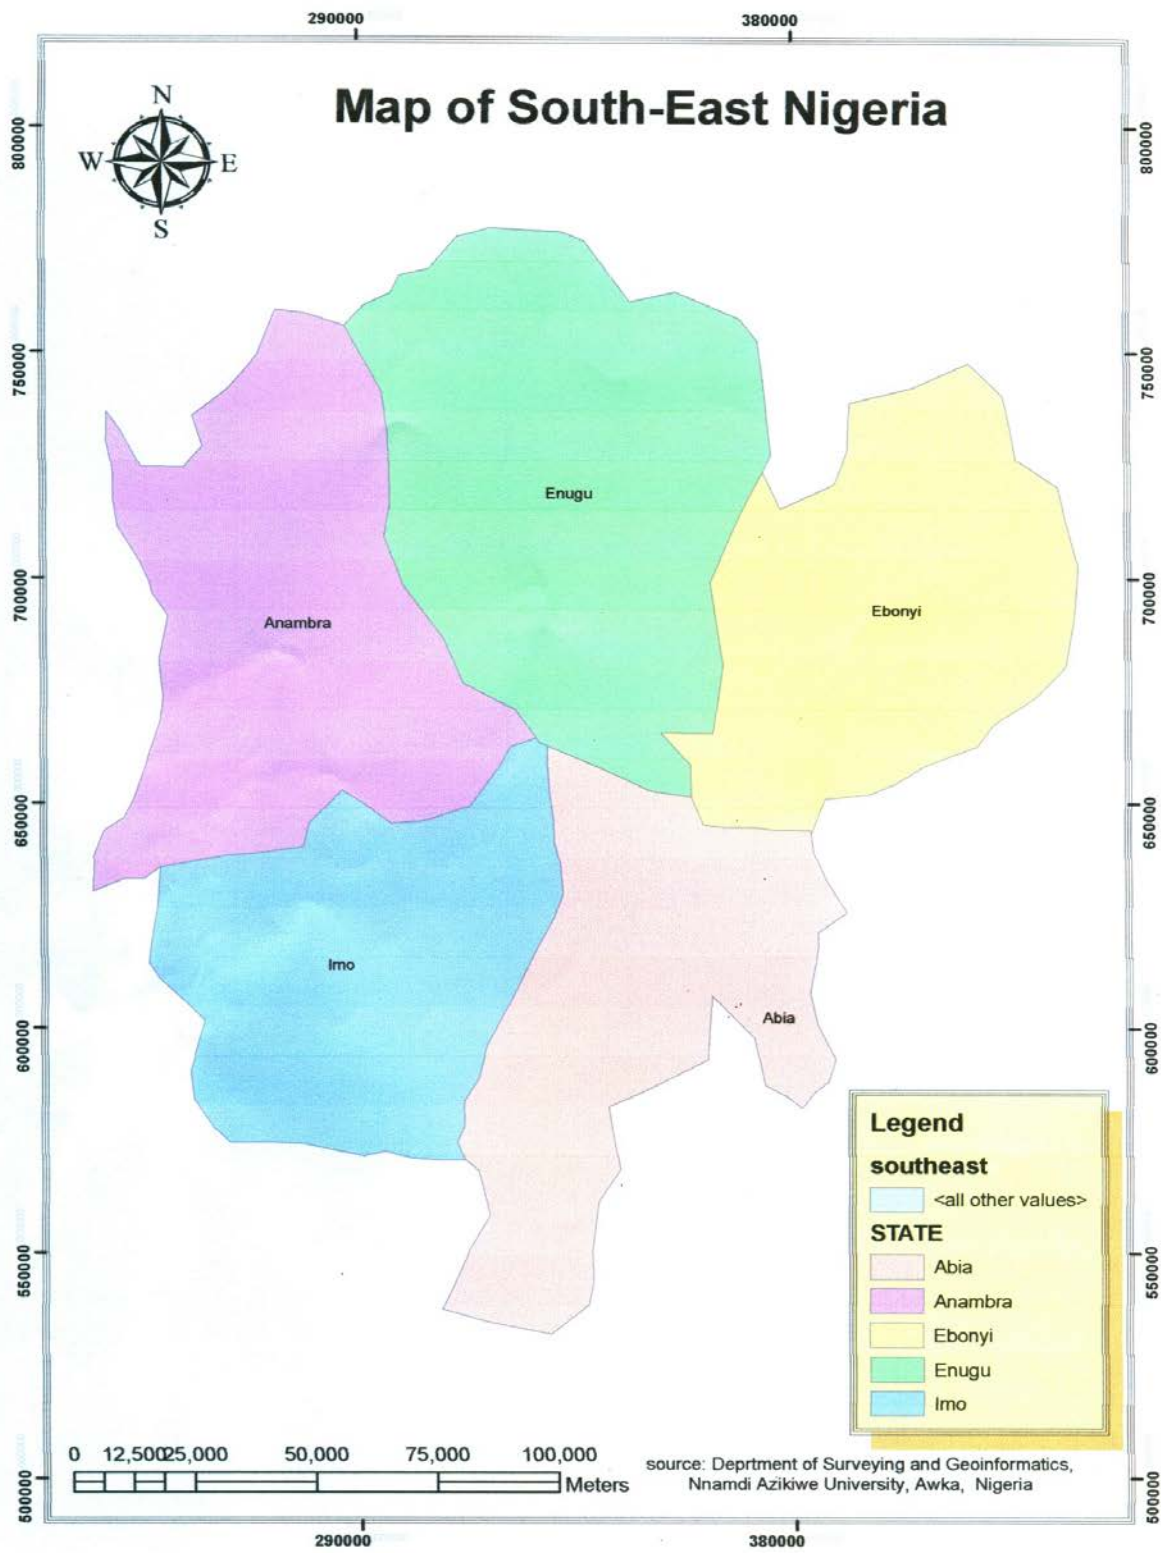 290000
380000
Map of South-East Nigeria
N
W E
S
800000
800000
750000
750000
Enugu
700000
700000
Ebonyi
Anambra
650000
650000
Imo
Abia
600000
600000
Legend
southeast
<all other values>
STATE
Abia
Anambra
Ebonyi
Enugu
Imo
550000
550000
0 12,500 25,000 50,000 75,000 100,000
Meters
source: Deprtment of Surveying and Geoinformatics,
Nnamdi Azikiwe University, Awka, Nigeria
500000
500000
290000
380000